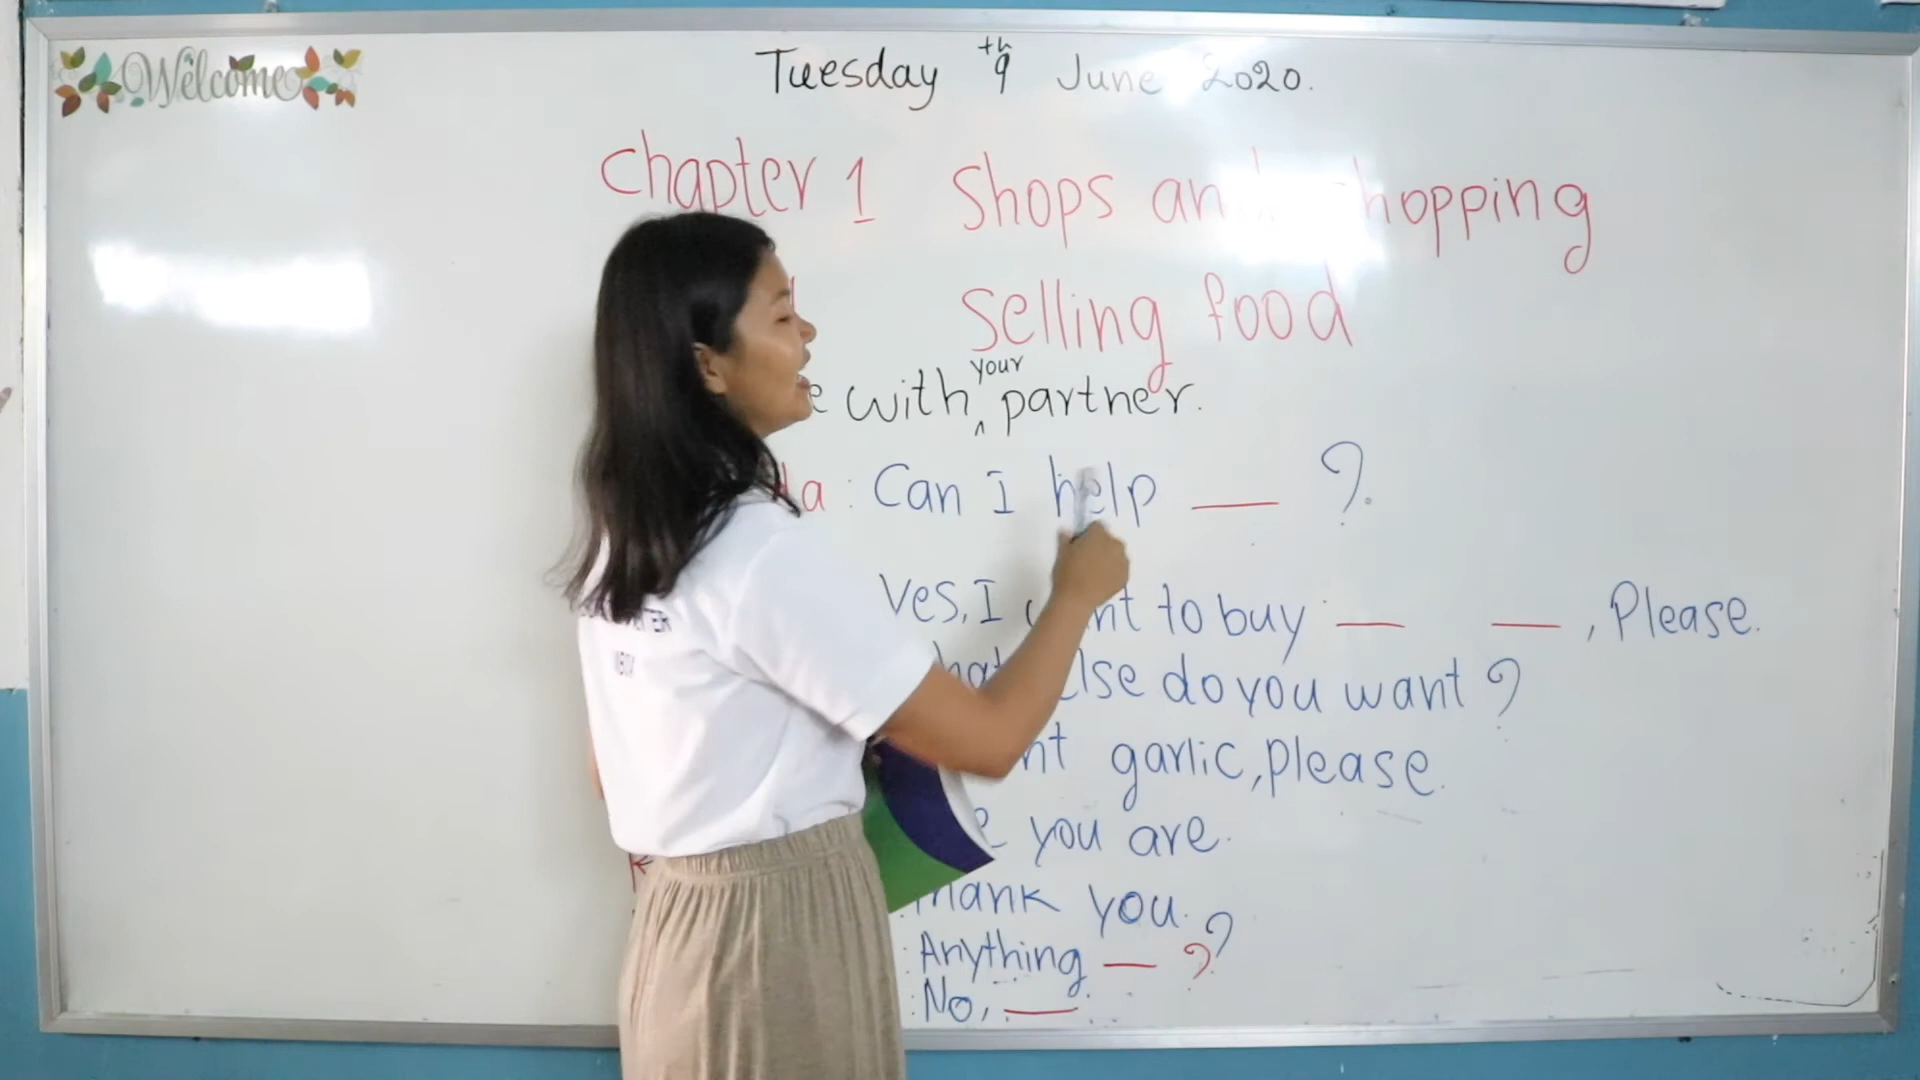 Welcome
Tuesday 9th June 2020.
Chapter 1 Shops and shopping
Selling food
with your partner.
: Can I help ___ ?
Yes, I want to buy ___ ___ , Please.
else do you want ?
garlic, please.
you are.
Thank you.
: Anything ___ ??
: No, ___